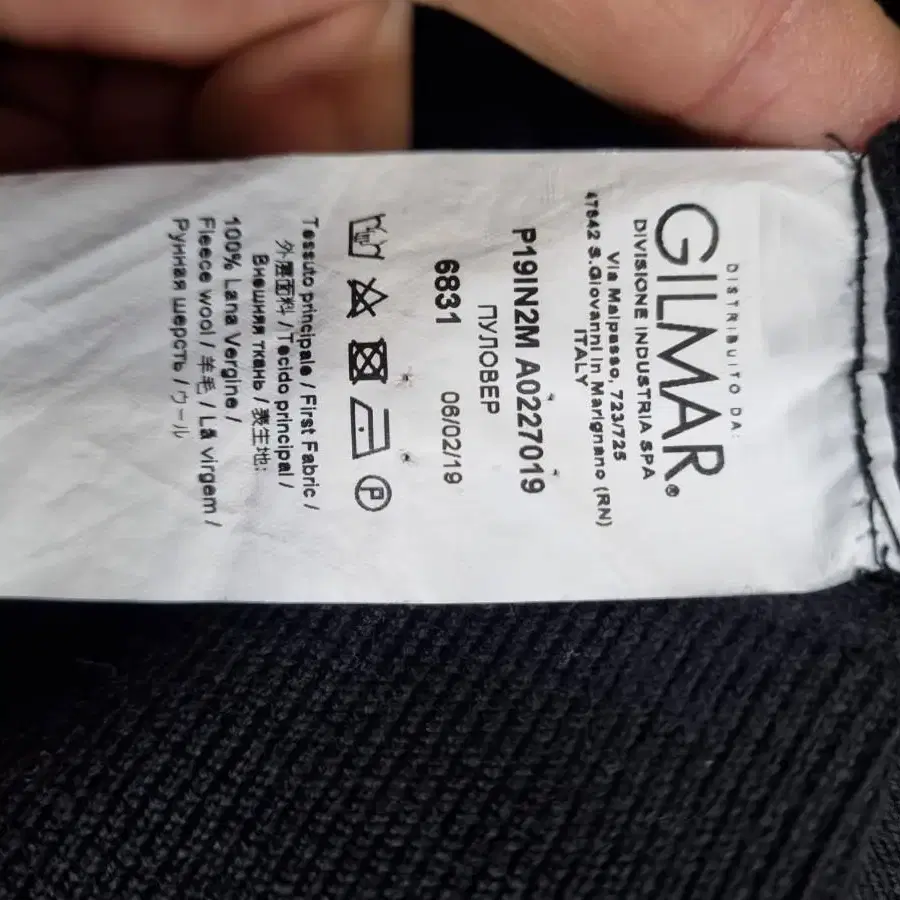 DISTRIBUITO DA:
GILMAR®
DIVISIONE INDUSTRIA SPA
Via Malpasso, 723/725
47842 S.Giovanni in Marignano (RN)
ITALY
P19IN2M A0227019
ПУЛОВЕР
6831 06/02/19
P
Tessuto principale / First Fabric /
外层面料 / Tecido principal /
Внешняя ткань / 表生地:
100% Lana Vergine /
Fleece wool / 羊毛 / Lã virgem /
Рунная шерсть / ウール